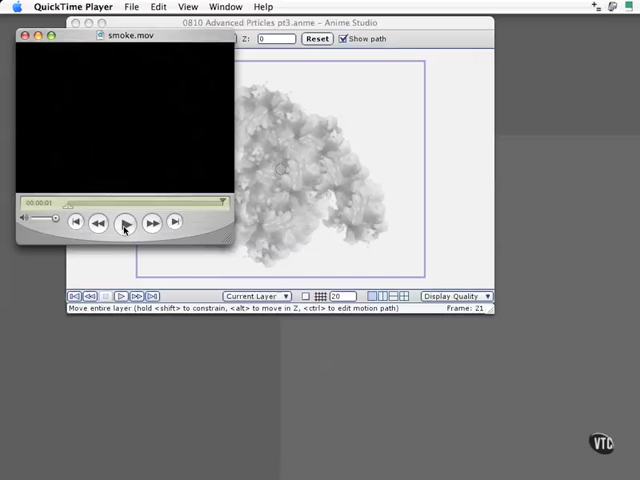 QuickTime Player File Edit View Window Help
0810 Advanced Prticles pt3.anme - Anime Studio
smoke.mov
Z: 0 Reset Show path
00:00:01
Current Layer 20 Display Quality
Move entire layer (hold <shift> to constrain, <alt> to move in Z, <ctrl> to edit motion path) Frame: 21
VTC